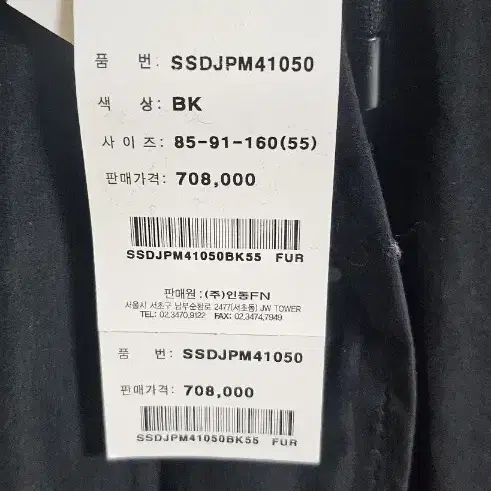 품 번: SSDJPM41050
색 상: BK
사 이 즈: 85-91-160(55)
판매가격: 708,000
SSDJPM41050BK55 FUR
판매원 : (주)인동FN
서울시 서초구 남부순환로 2477(서초동) JW TOWER
TEL: 02.3470.9122 FAX: 02.3474.7949
품 번: SSDJPM41050
판매가격: 708,000
SSDJPM41050BK55 FUR